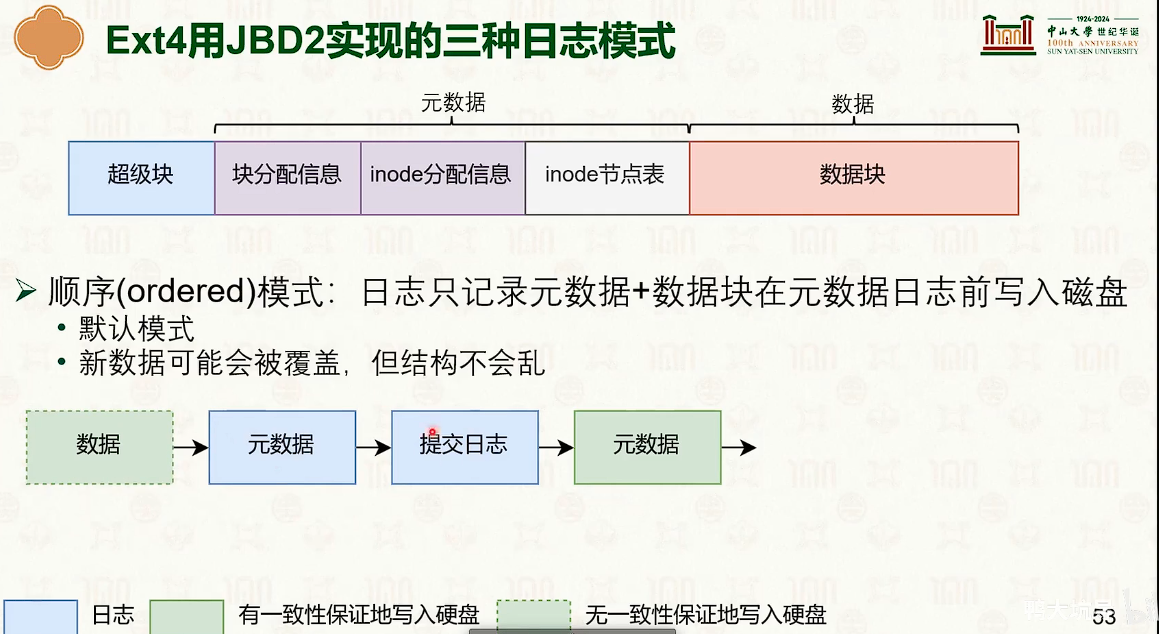 Ext4用JBD2实现的三种日志模式
1924-2024
中山大學 世纪华诞
100th ANNIVERSARY
SUN YAT-SEN UNIVERSITY
元数据
数据
超级块
块分配信息
inode分配信息
inode节点表
数据块
➢ 顺序(ordered)模式：日志只记录元数据+数据块在元数据日志前写入磁盘
• 默认模式
• 新数据可能会被覆盖，但结构不会乱
数据
元数据
提交日志
元数据
日志
有一致性保证地写入硬盘
无一致性保证地写入硬盘
53